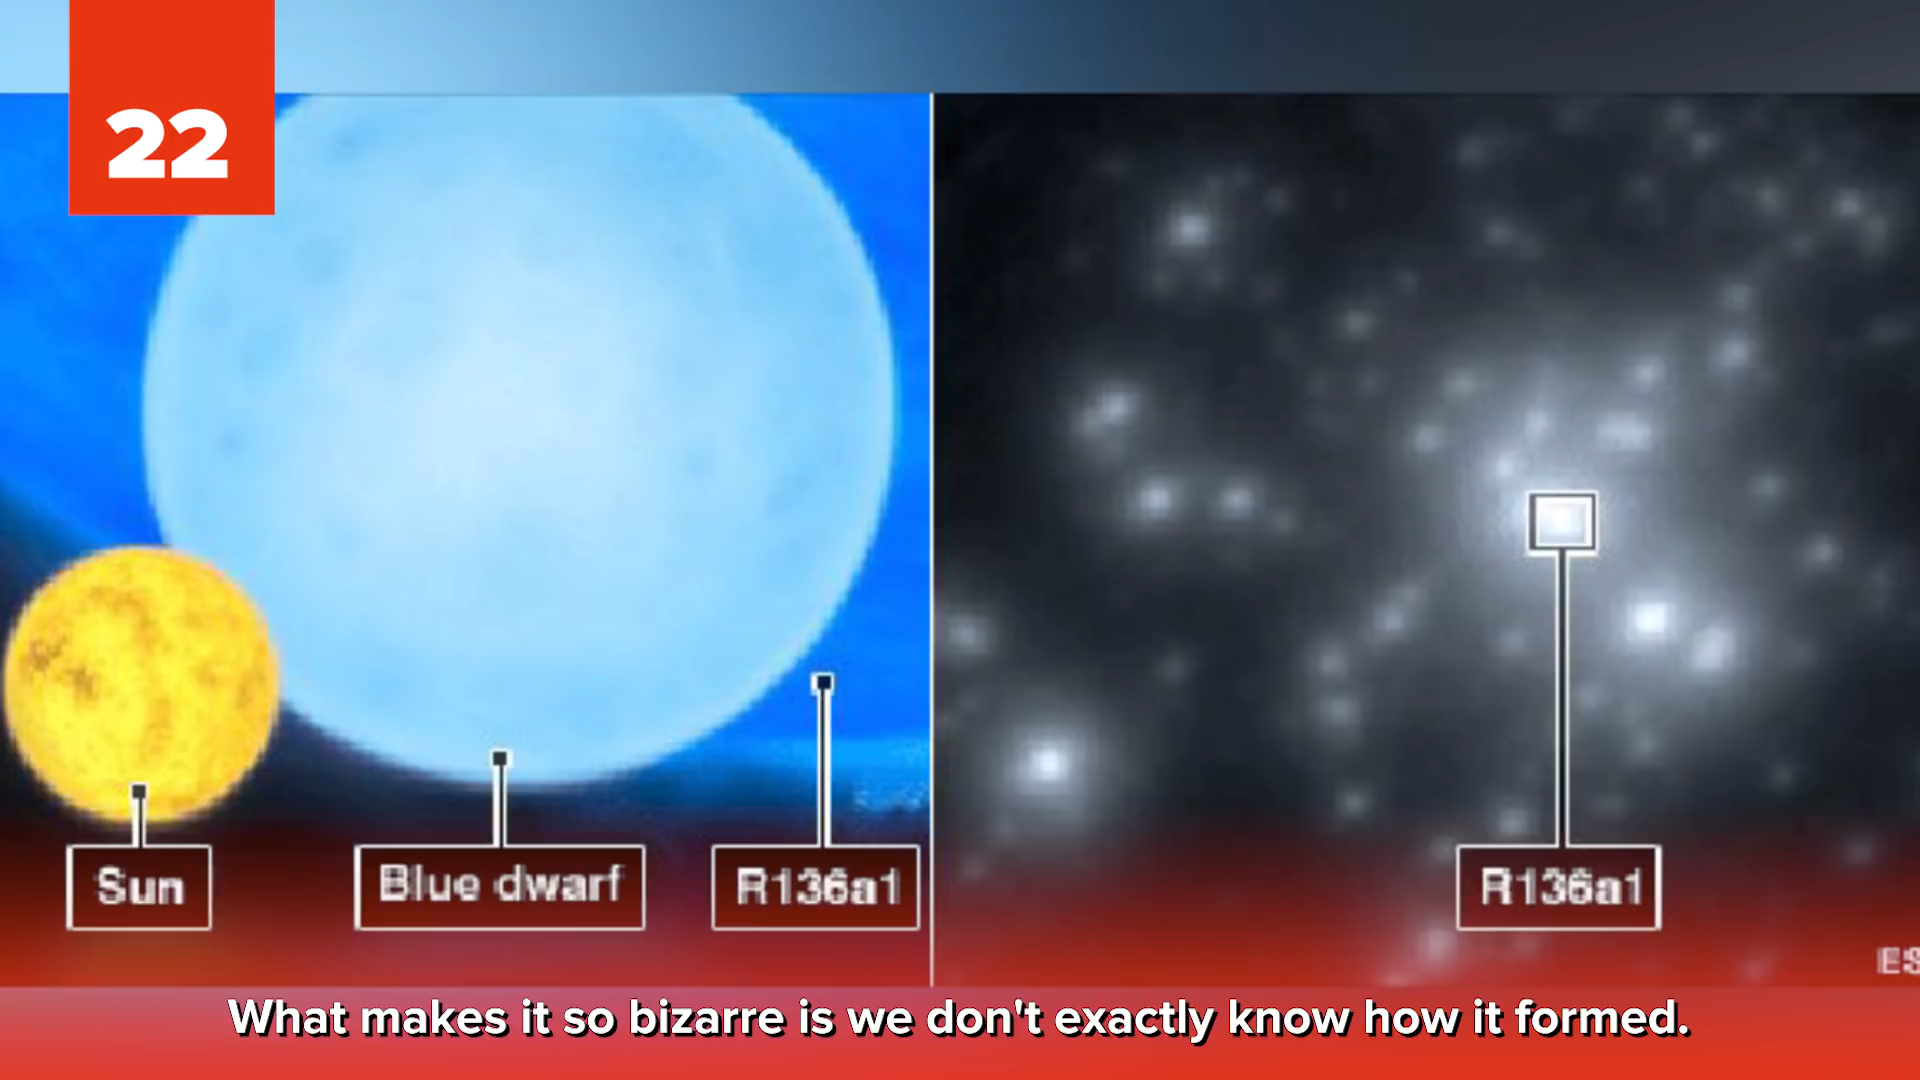 22
Sun
Blue dwarf
R136a1
R136a1
ES
What makes it so bizarre is we don't exactly know how it formed.